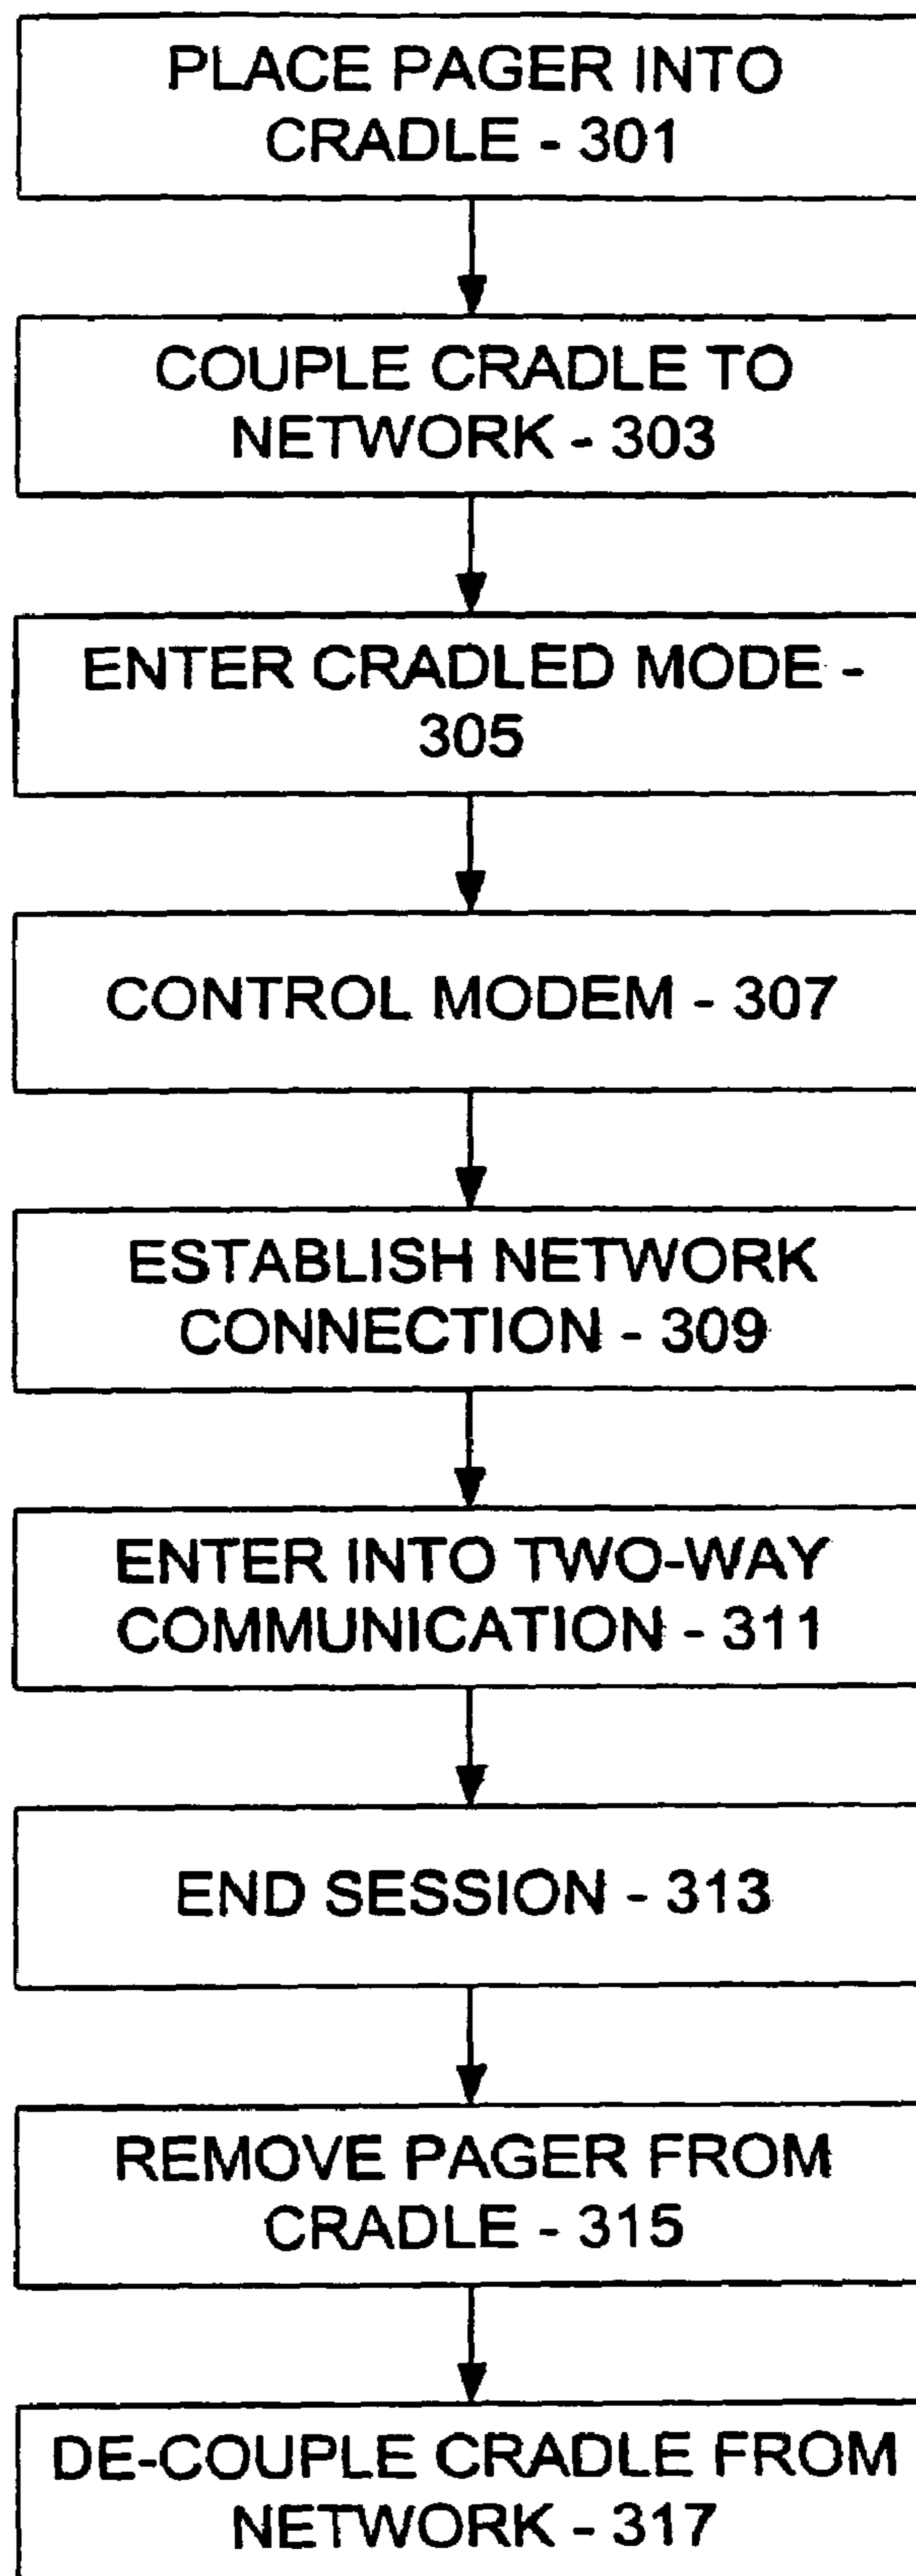 PLACE PAGER INTO
CRADLE - 301
COUPLE CRADLE TO
NETWORK - 303
ENTER CRADLED MODE -
305
CONTROL MODEM - 307
ESTABLISH NETWORK
CONNECTION - 309
ENTER INTO TWO-WAY
COMMUNICATION - 311
END SESSION - 313
REMOVE PAGER FROM
CRADLE - 315
DE-COUPLE CRADLE FROM
NETWORK - 317